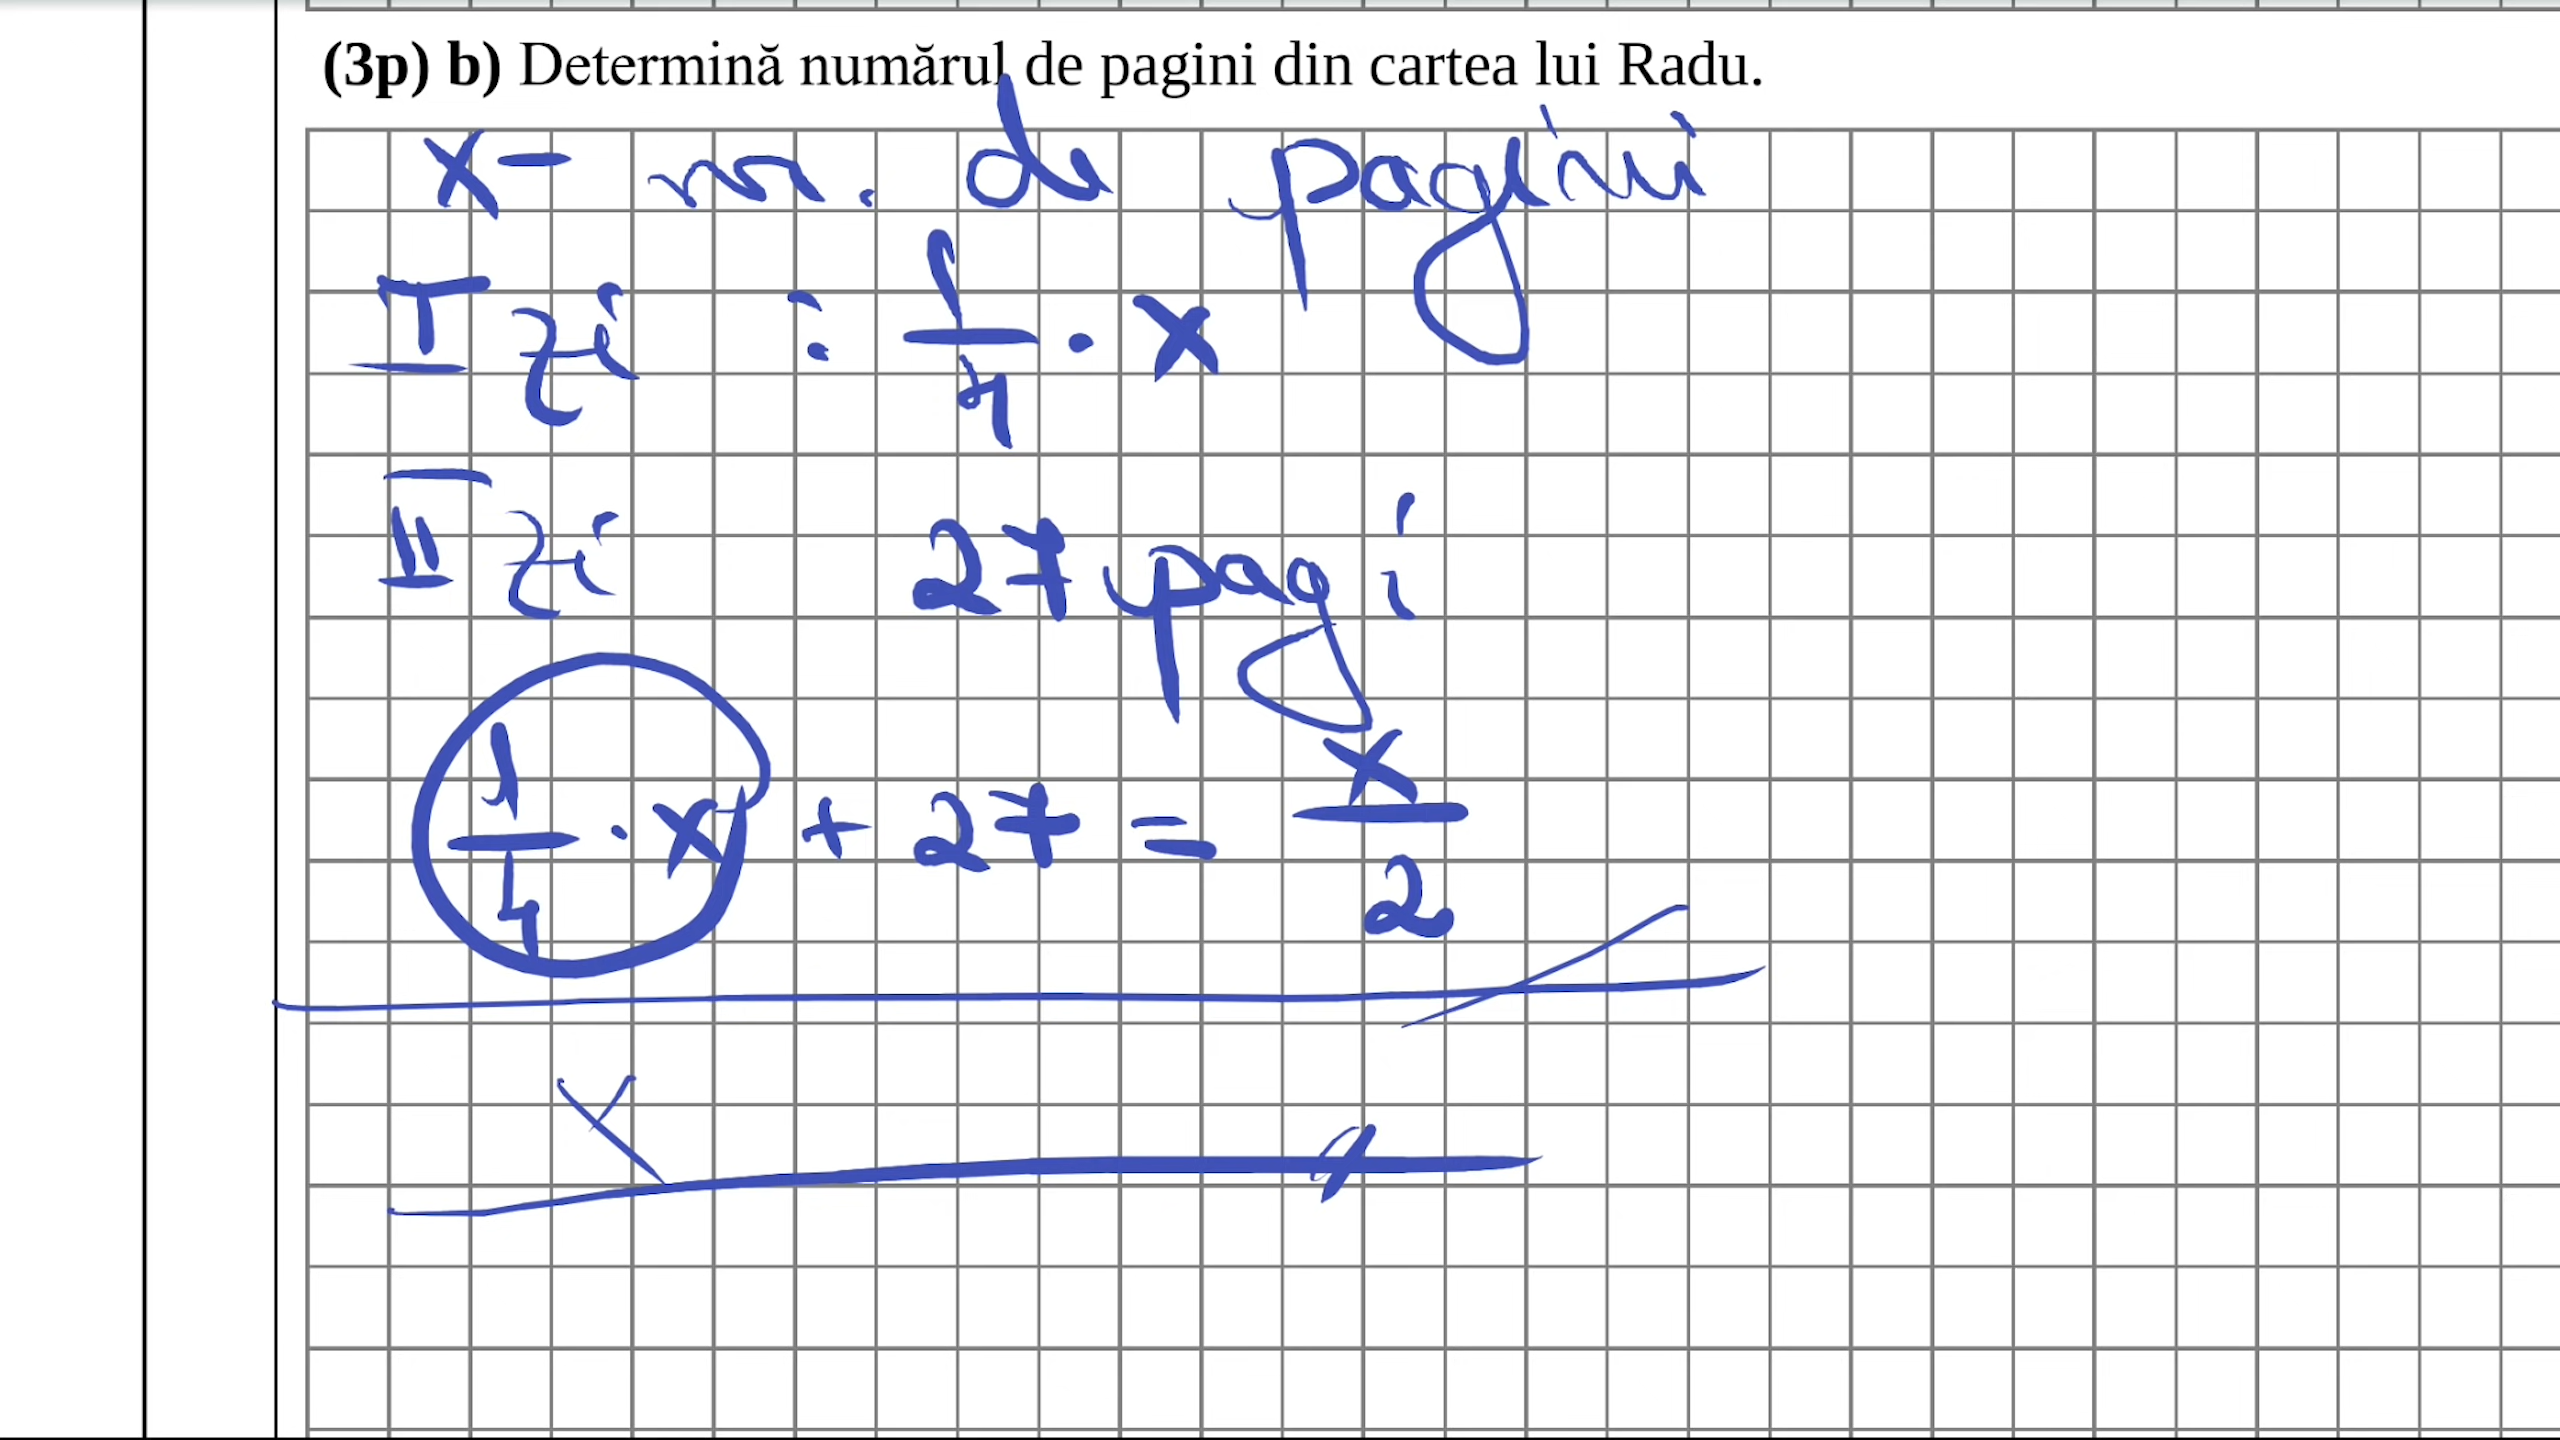 (3p) b) Determină numărul de pagini din cartea lui Radu.
x - nr. de pagini
I zi : 1/4 · x
II zi 27 pagi
1/4 · x + 27 = x/2